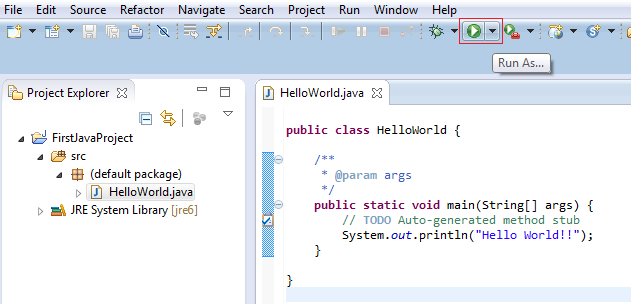 File Edit Source Refactor Navigate Search Project Run Window Help
Run As...
Project Explorer
FirstJavaProject
src
(default package)
HelloWorld.java
JRE System Library [jre6]
HelloWorld.java
public class HelloWorld {
/**
* @param args
*/
public static void main(String[] args) {
// TODO Auto-generated method stub
System.out.println("Hello World!!");
}
}